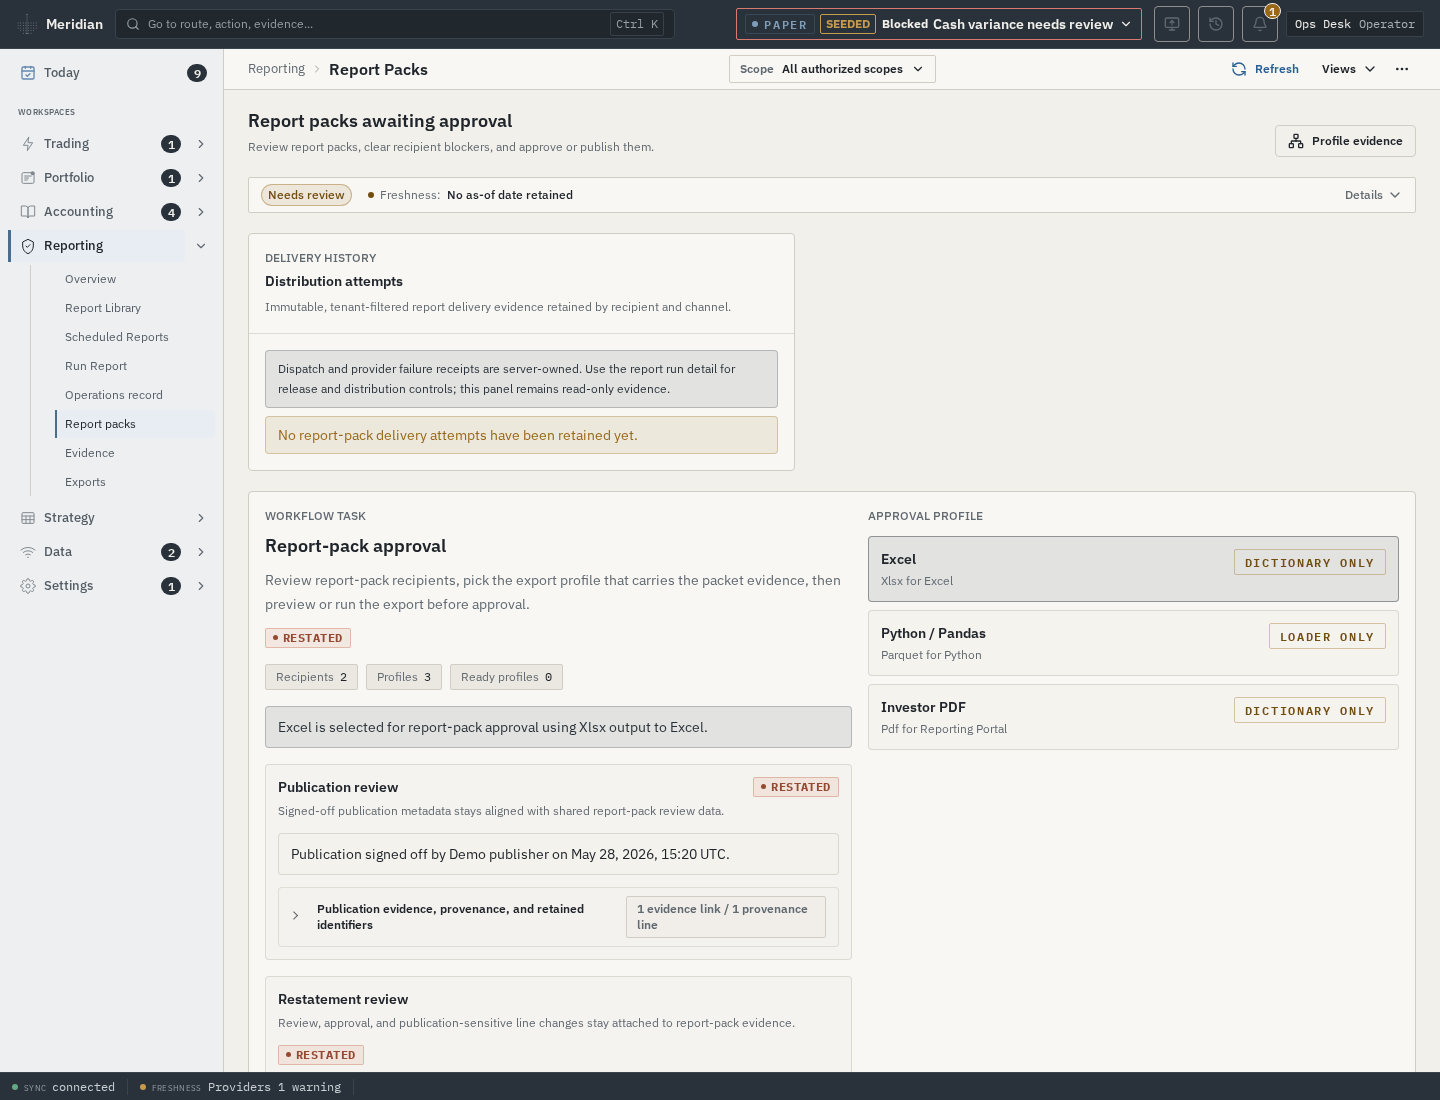 Meridian
Go to route, action, evidence...
Ctrl K
PAPER
SEEDED
Blocked Cash variance needs review
1
Ops Desk Operator
Today
9
WORKSPACES
Trading
1
Portfolio
1
Accounting
4
Reporting
Overview
Report Library
Scheduled Reports
Run Report
Operations record
Report packs
Evidence
Exports
Strategy
Data
2
Settings
1
Reporting
Report Packs
Scope All authorized scopes
Refresh
Views
Report packs awaiting approval
Review report packs, clear recipient blockers, and approve or publish them.
Profile evidence
Needs review
Freshness: No as-of date retained
Details
DELIVERY HISTORY
Distribution attempts
Immutable, tenant-filtered report delivery evidence retained by recipient and channel.
Dispatch and provider failure receipts are server-owned. Use the report run detail for
release and distribution controls; this panel remains read-only evidence.
No report-pack delivery attempts have been retained yet.
WORKFLOW TASK
Report-pack approval
Review report-pack recipients, pick the export profile that carries the packet evidence, then
preview or run the export before approval.
RESTATED
Recipients 2
Profiles 3
Ready profiles 0
Excel is selected for report-pack approval using Xlsx output to Excel.
Publication review
RESTATED
Signed-off publication metadata stays aligned with shared report-pack review data.
Publication signed off by Demo publisher on May 28, 2026, 15:20 UTC.
Publication evidence, provenance, and retained
identifiers
1 evidence link / 1 provenance
line
Restatement review
Review, approval, and publication-sensitive line changes stay attached to report-pack evidence.
RESTATED
APPROVAL PROFILE
Excel
Xlsx for Excel
DICTIONARY ONLY
Python / Pandas
Parquet for Python
LOADER ONLY
Investor PDF
Pdf for Reporting Portal
DICTIONARY ONLY
SYNC connected
FRESHNESS Providers 1 warning